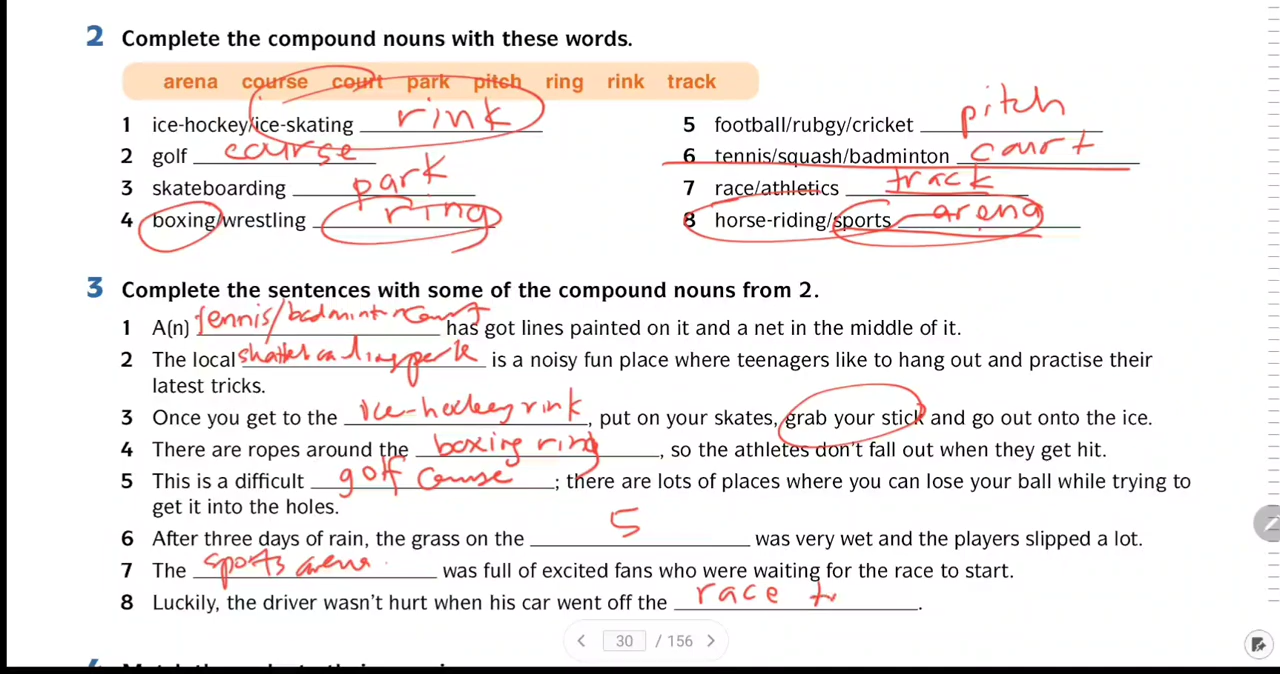 2 Complete the compound nouns with these words.
arena course court park pitch ring rink track
1 ice-hockey/ice-skating rink
2 golf course
3 skateboarding park
4 boxing/wrestling ring
5 football/rubgy/cricket pitch
6 tennis/squash/badminton court
7 race/athletics track
8 horse-riding/sports arena
3 Complete the sentences with some of the compound nouns from 2.
1 A(n) tennis/badminton court has got lines painted on it and a net in the middle of it.
2 The local park is a noisy fun place where teenagers like to hang out and practise their
latest tricks.
3 Once you get to the ice-hockey rink, put on your skates, grab your stick and go out onto the ice.
4 There are ropes around the boxing ring, so the athletes don't fall out when they get hit.
5 This is a difficult golf course; there are lots of places where you can lose your ball while trying to
get it into the holes.
6 After three days of rain, the grass on the 5 was very wet and the players slipped a lot.
7 The sports arena was full of excited fans who were waiting for the race to start.
8 Luckily, the driver wasn't hurt when his car went off the race tr.
30 / 156